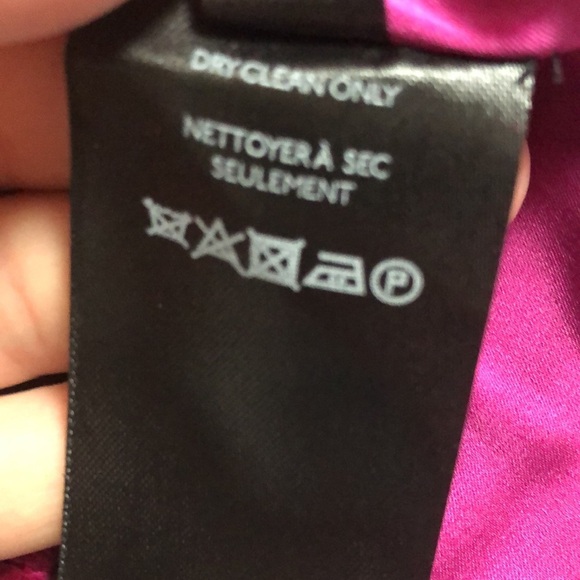 DRY CLEAN ONLY
NETTOYER À SEC
SEULEMENT
P